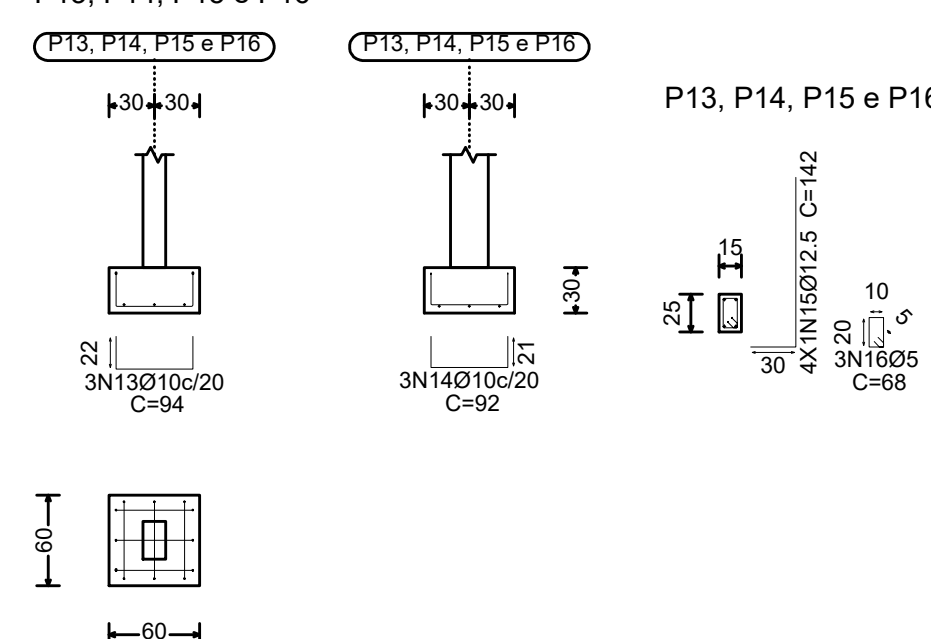 P13, P14, P15 e P16
P13, P14, P15 e P16
30 30
30 30
P13, P14, P15 e P16
30
22
3N13Ø10c/20
C=94
21
3N14Ø10c/20
C=92
15
25
30
4X1N15Ø12.5 C=142
10
20
5
3N16Ø5
C=68
60
60